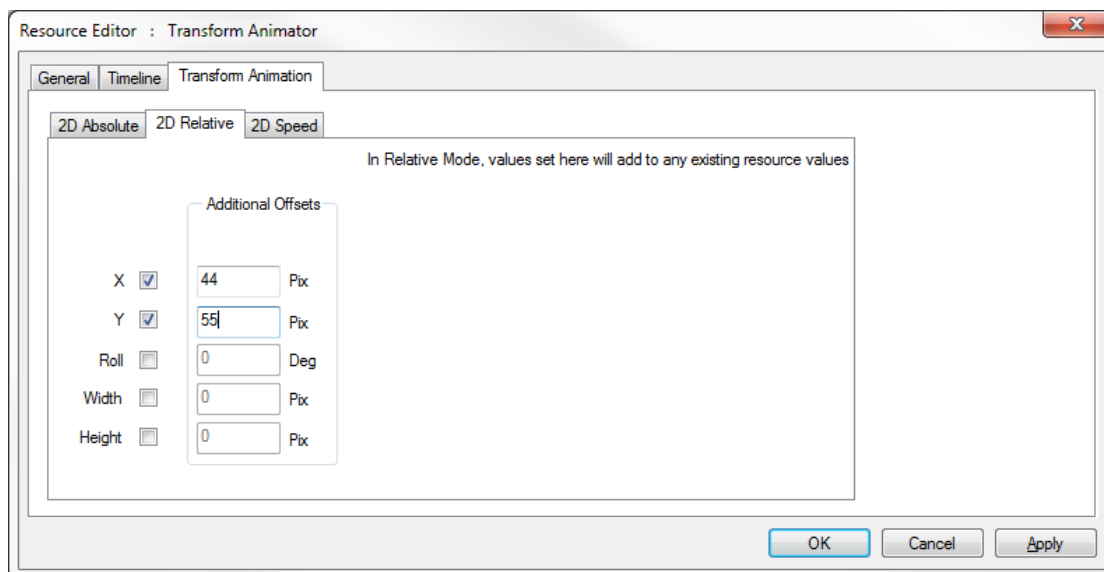 Resource Editor : Transform Animator
x
General Timeline Transform Animation
2D Absolute 2D Relative 2D Speed
In Relative Mode, values set here will add to any existing resource values
Additional Offsets
X 44 Pix
Y 55 Pix
Roll 0 Deg
Width 0 Pix
Height 0 Pix
OK Cancel Apply